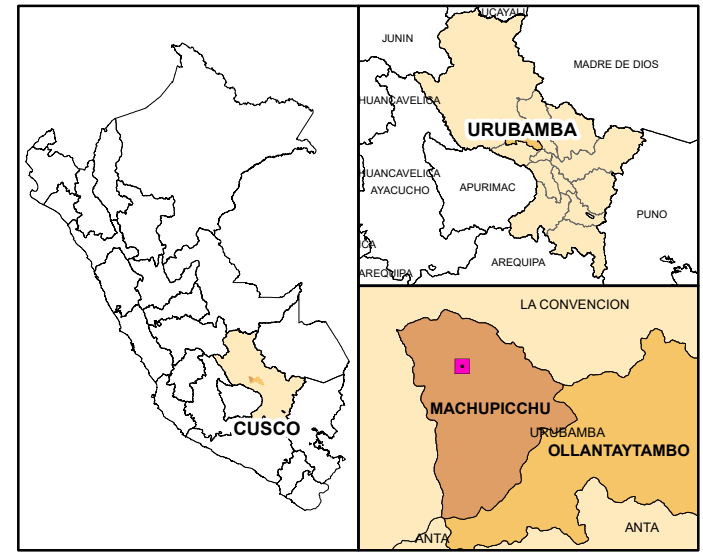 CUSCO
UCAYALI
JUNIN
MADRE DE DIOS
HUANCAVELICA
URUBAMBA
HUANCAVELICA
AYACUCHO
APURIMAC
PUNO
ICA
AREQUIPA
AREQUIPA
LA CONVENCION
MACHUPICCHU
URUBAMBA
OLLANTAYTAMBO
ANTA
ANTA